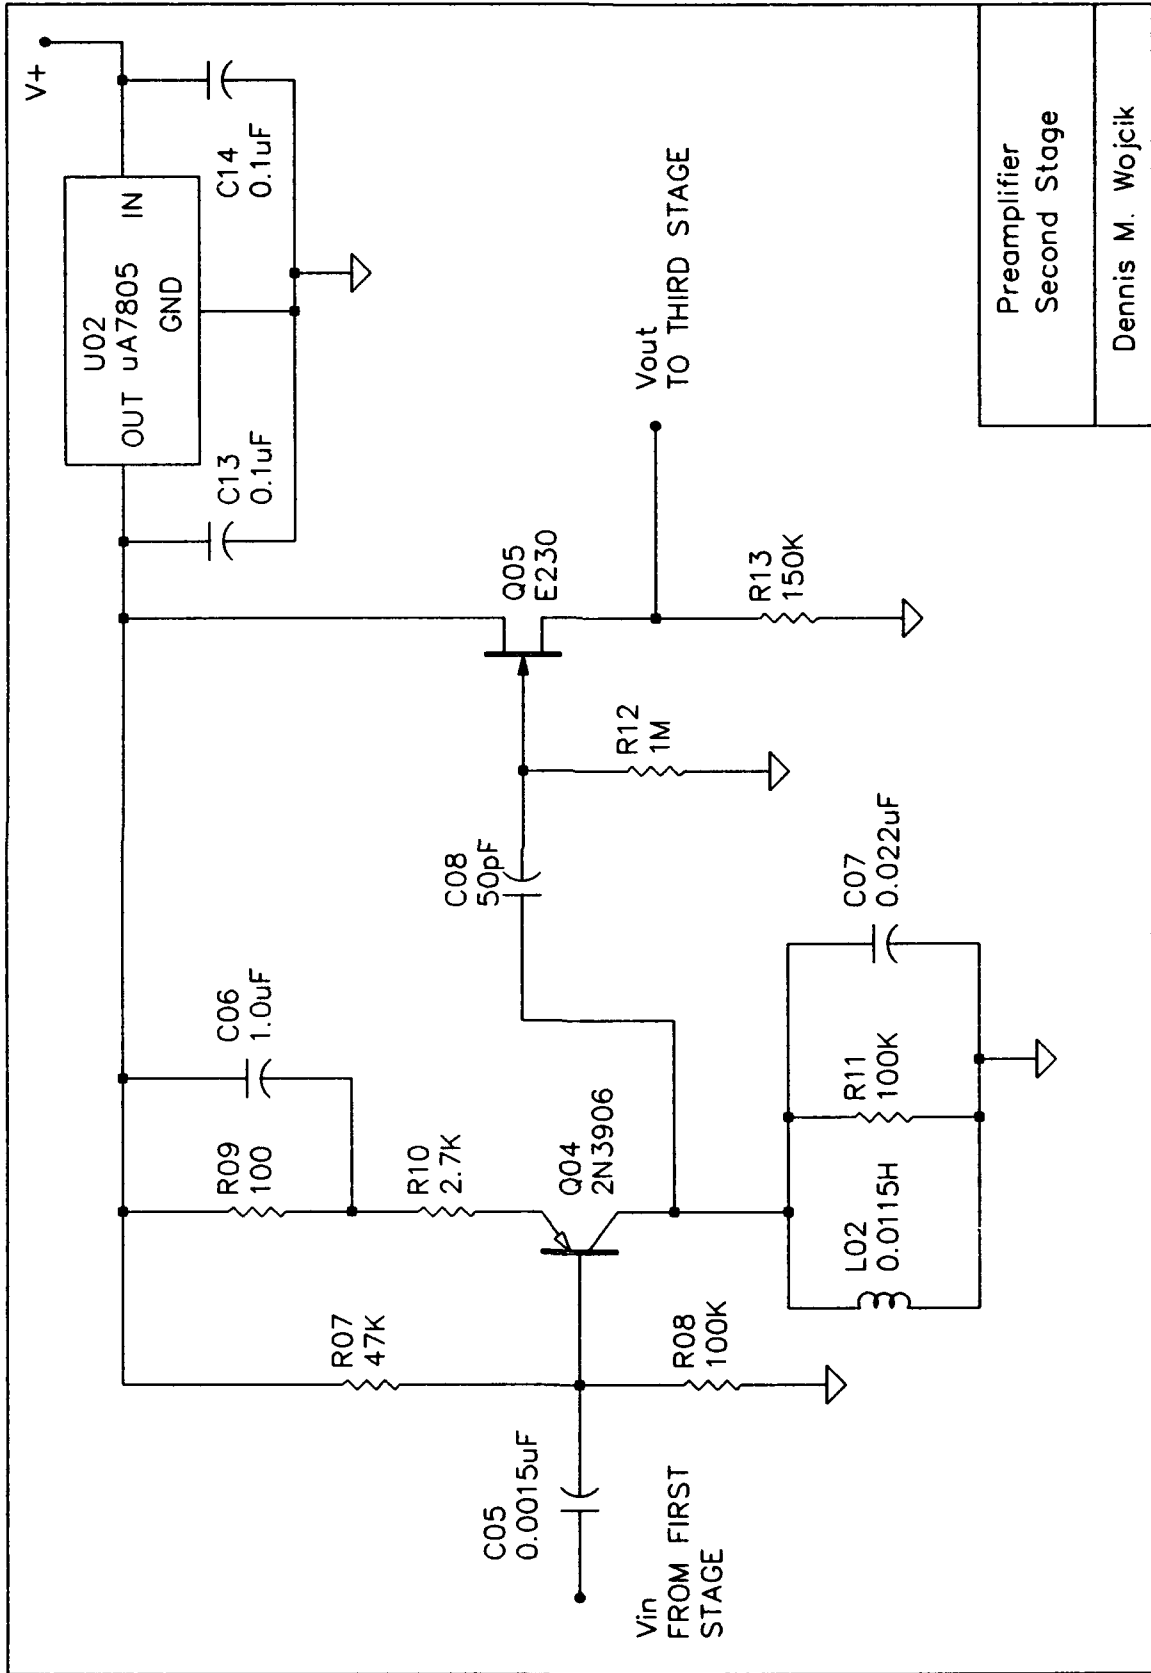 V+
U02
uA7805
OUT
IN
GND
C13
0.1uF
C14
0.1uF
C06
1.0uF
R09
100
R10
2.7K
R07
47K
Q04
2N3906
C08
50pF
Q05
E230
R12
1M
Vout
TO THIRD STAGE
R13
150K
C05
0.0015uF
Vin
FROM FIRST
STAGE
R08
100K
L02
0.0115H
R11
100K
C07
0.022uF
Preamplifier
Second Stage
Dennis M. Wojcik